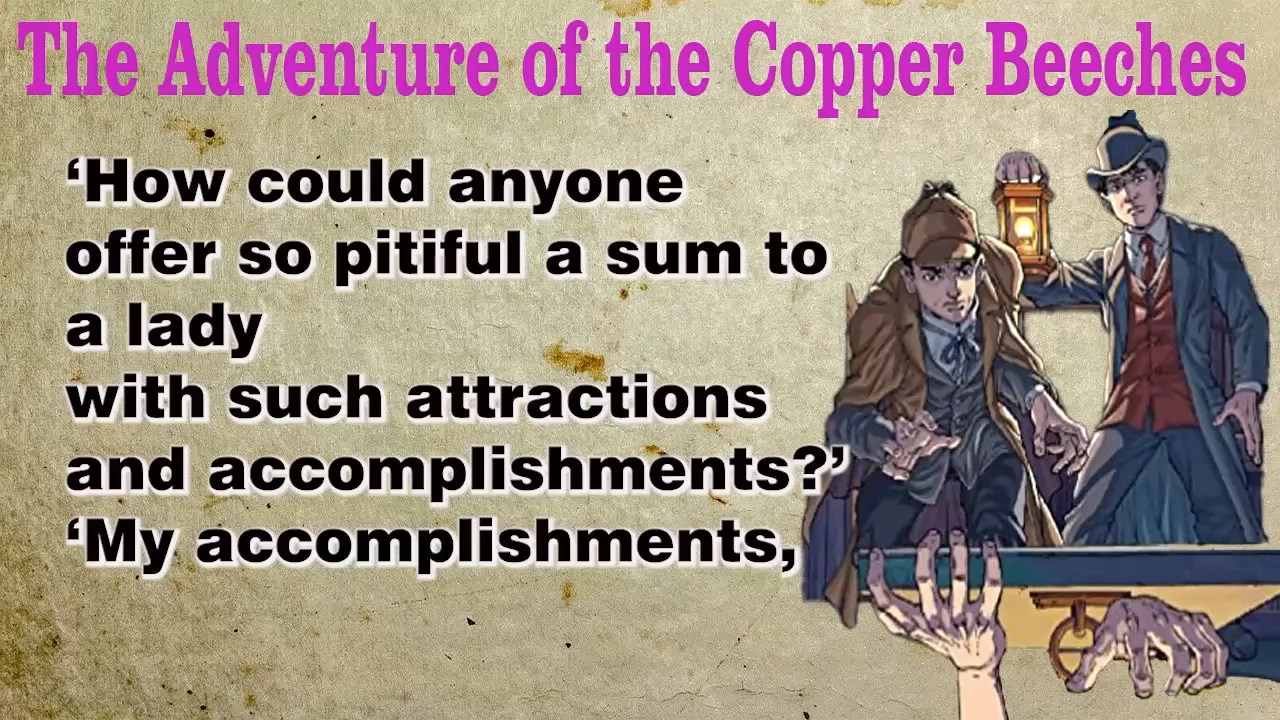 The Adventure of the Copper Beeches
‘How could anyone
offer so pitiful a sum to
a lady
with such attractions
and accomplishments?’
‘My accomplishments,